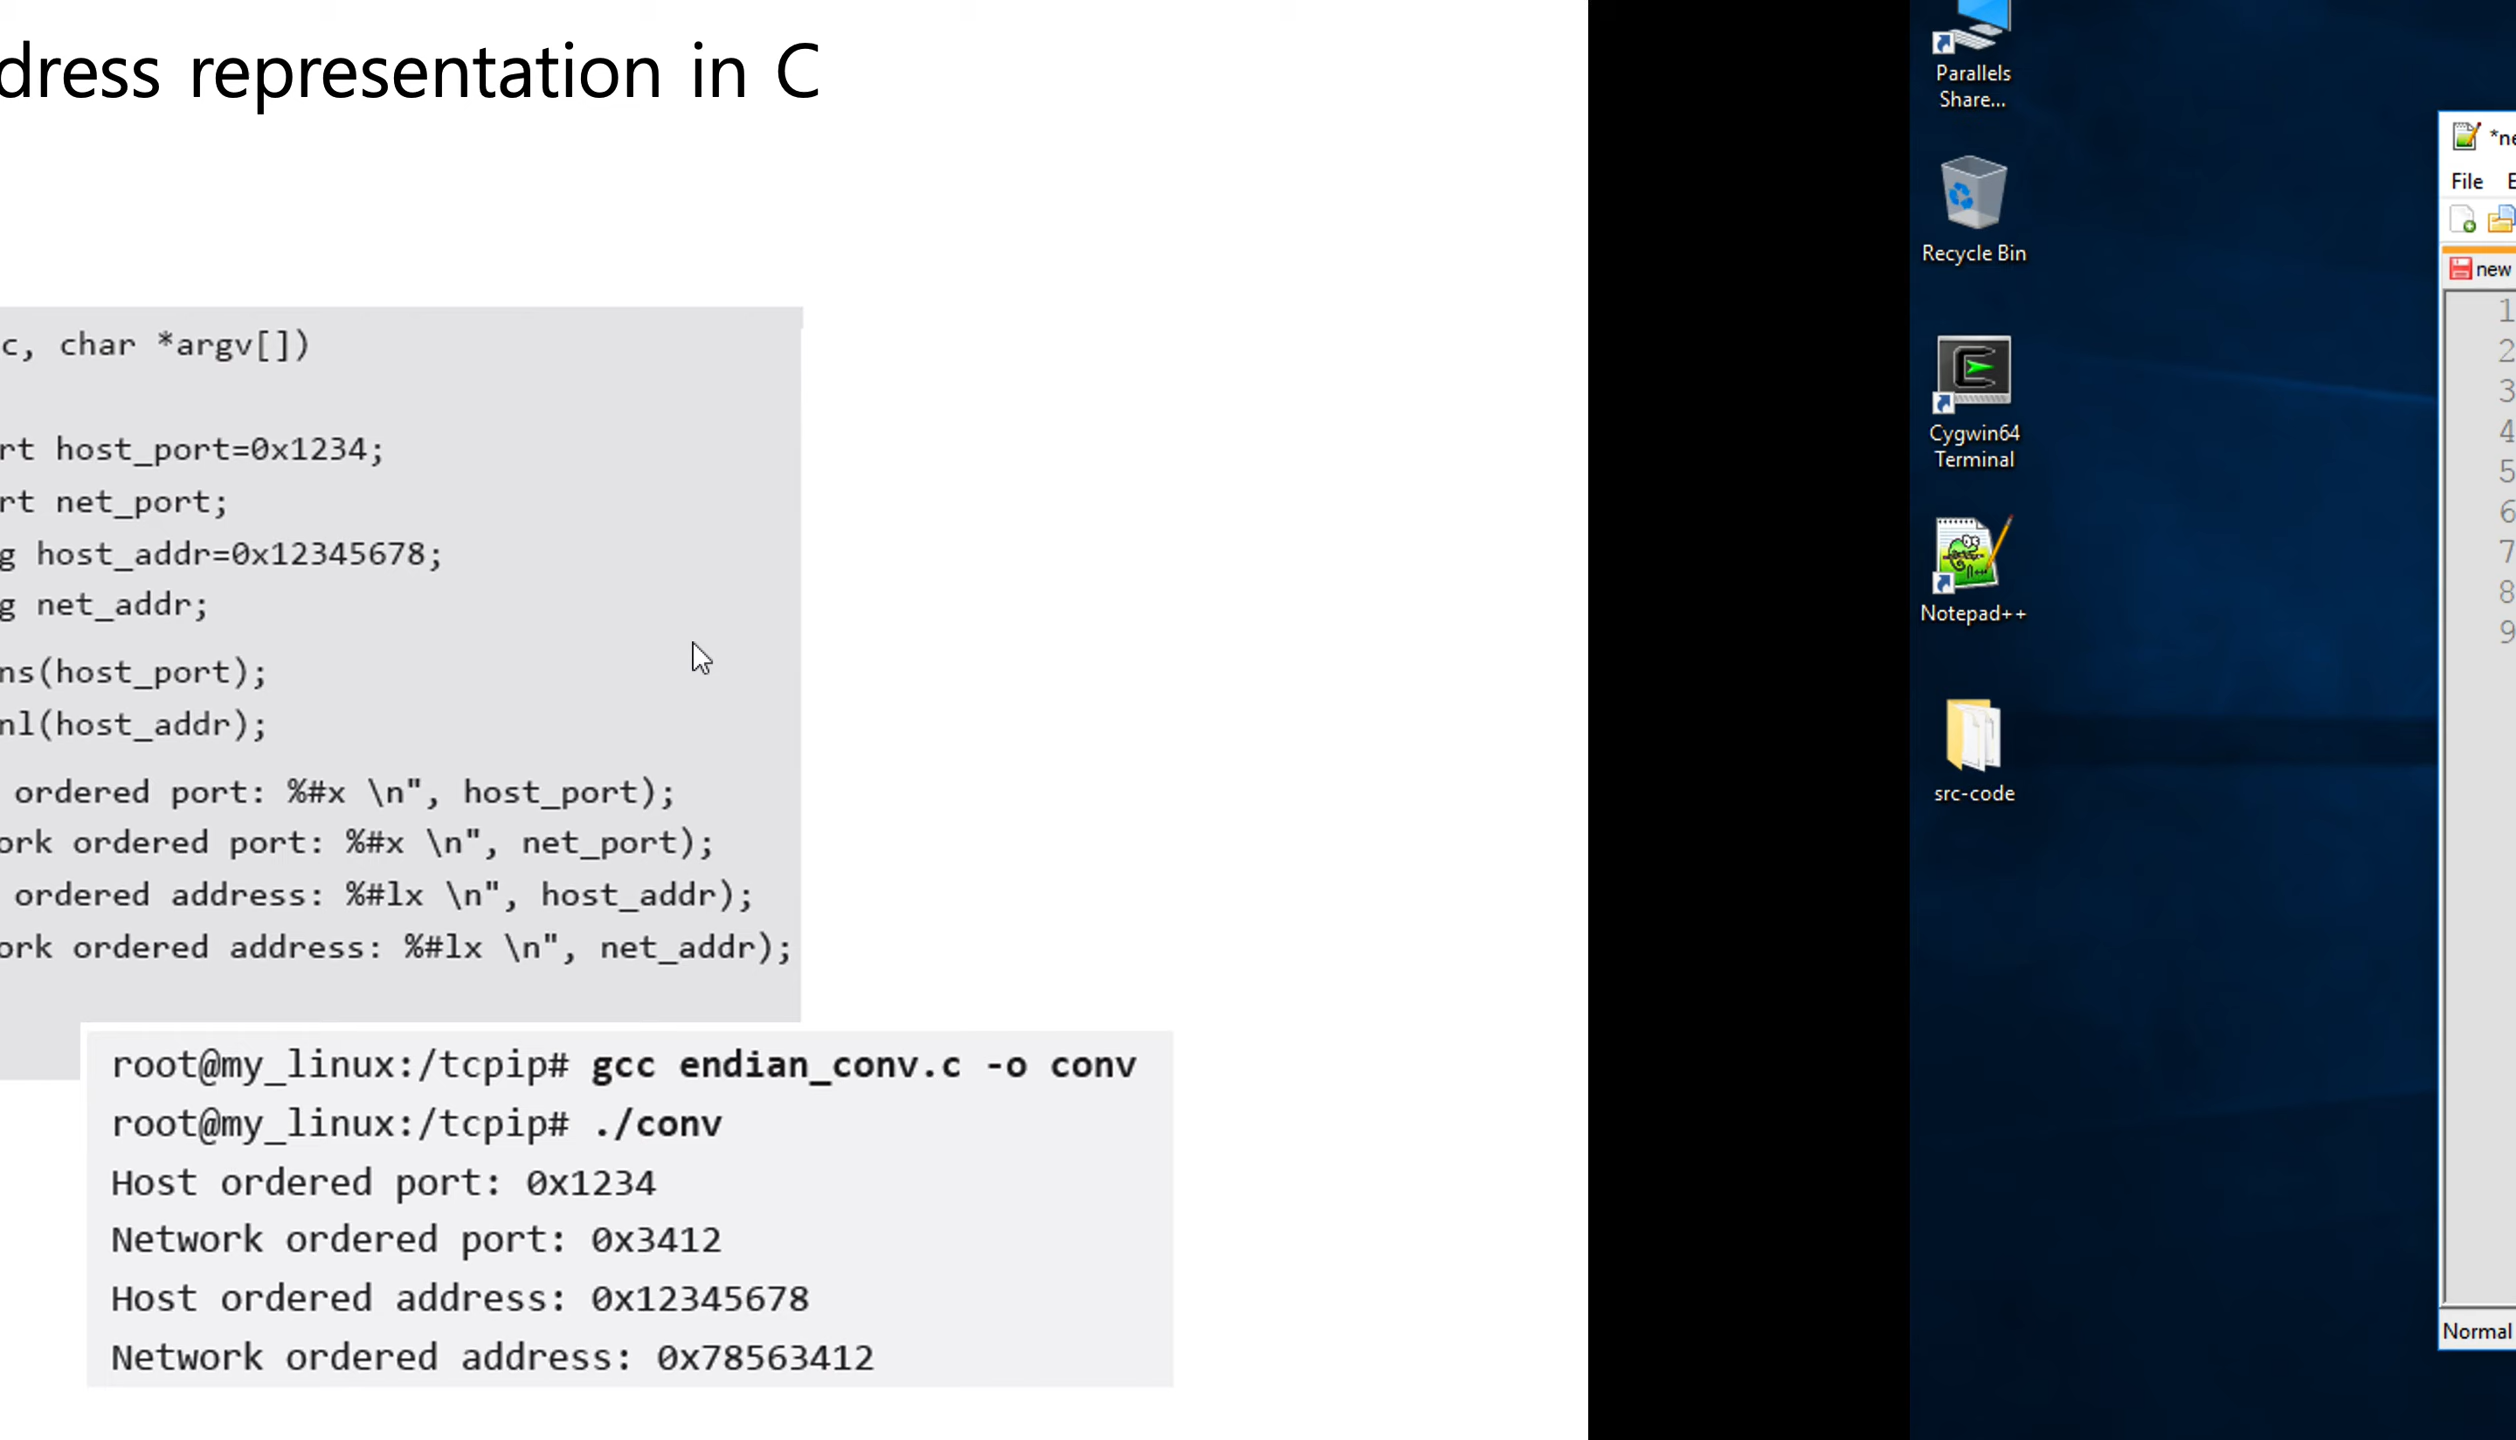 dress representation in C
c, char *argv[])
rt host_port=0x1234;
rt net_port;
g host_addr=0x12345678;
g net_addr;
ns(host_port);
nl(host_addr);
ordered port: %#x \n", host_port);
ork ordered port: %#x \n", net_port);
ordered address: %#lx \n", host_addr);
ork ordered address: %#lx \n", net_addr);
root@my_linux:/tcpip# gcc endian_conv.c -o conv
root@my_linux:/tcpip# ./conv
Host ordered port: 0x1234
Network ordered port: 0x3412
Host ordered address: 0x12345678
Network ordered address: 0x78563412
Parallels
Share...
Recycle Bin
Cygwin64
Terminal
Notepad++
src-code
*ne
File E
new
1
2
3
4
5
6
7
8
9
Normal